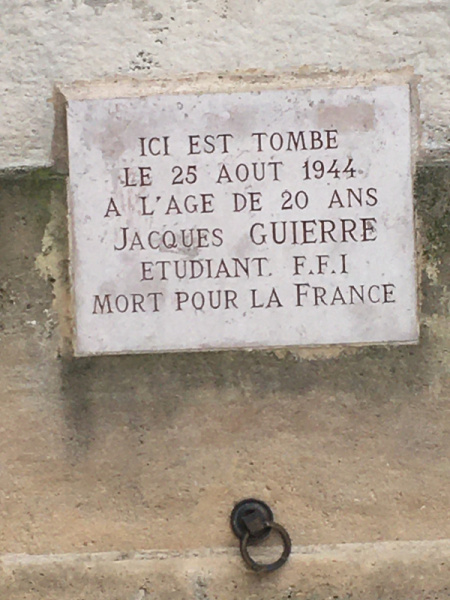 ICI EST TOMBE
LE 25 AOUT 1944
A L'AGE DE 20 ANS
JACQUES GUIERRE
ETUDIANT. F.F.I
MORT POUR LA FRANCE